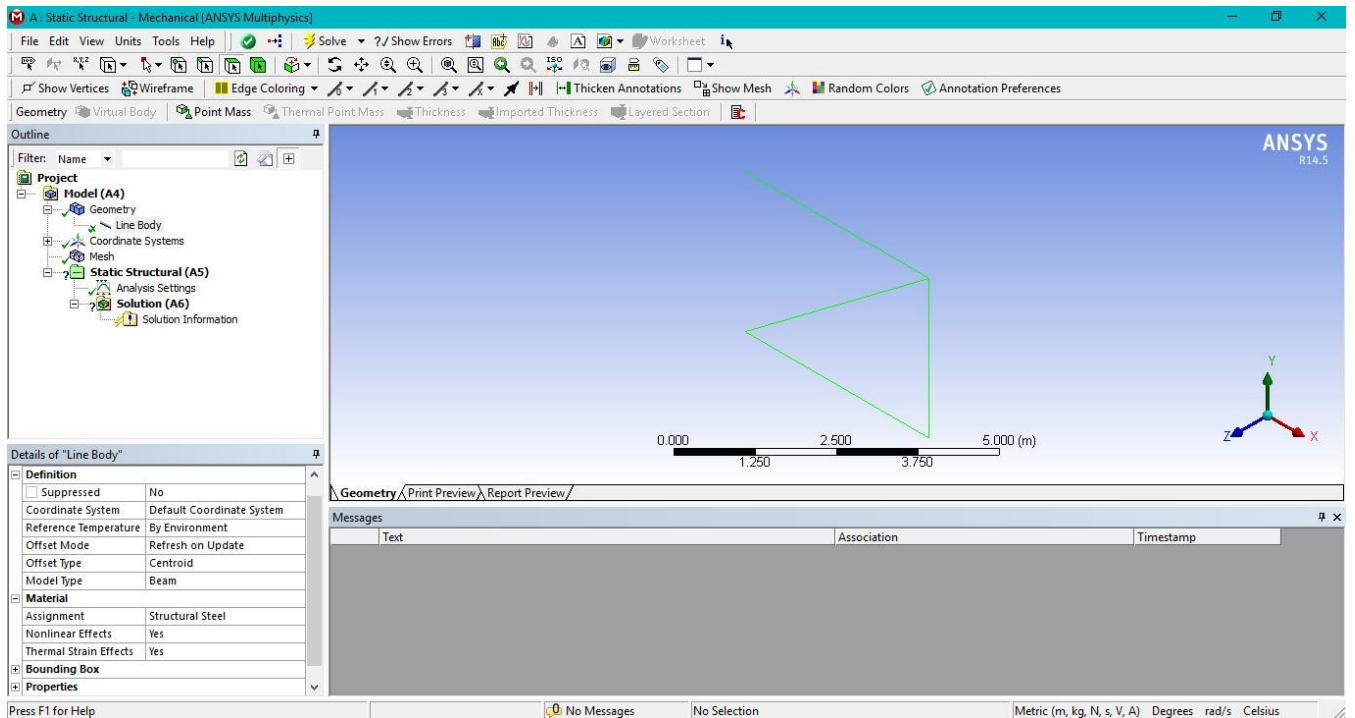 A : Static Structural - Mechanical [ANSYS Multiphysics]
File Edit View Units Tools Help Solve ?/ Show Errors Worksheet
Show Vertices Wireframe Edge Coloring Thicken Annotations Show Mesh Random Colors Annotation Preferences
Geometry Virtual Body Point Mass Thermal Point Mass Thickness Imported Thickness Layered Section
Outline
Filter: Name
Project
Model (A4)
Geometry
Line Body
Coordinate Systems
Mesh
Static Structural (A5)
Analysis Settings
Solution (A6)
Solution Information
ANSYS
R14.5
0.000 2.500 5.000 (m)
1.250 3.750
Y
Z X
Details of "Line Body"
Definition
Suppressed No
Coordinate System Default Coordinate System
Reference Temperature By Environment
Offset Mode Refresh on Update
Offset Type Centroid
Model Type Beam
Material
Assignment Structural Steel
Nonlinear Effects Yes
Thermal Strain Effects Yes
Bounding Box
Properties
Geometry Print Preview Report Preview
Messages
Text Association Timestamp
Press F1 for Help 0 No Messages No Selection Metric (m, kg, N, s, V, A) Degrees rad/s Celsius